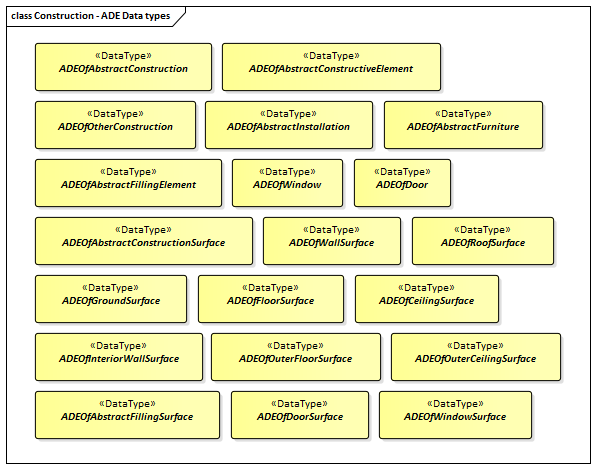 class Construction - ADE Data types
«DataType» «DataType»
ADEOfAbstractConstruction ADEOfAbstractConstructiveElement
«DataType» «DataType» «DataType»
ADEOfOtherConstruction ADEOfAbstractInstallation ADEOfAbstractFurniture
«DataType» «DataType» «DataType»
ADEOfAbstractFillingElement ADEOfWindow ADEOfDoor
«DataType» «DataType» «DataType»
ADEOfAbstractConstructionSurface ADEOfWallSurface ADEOfRoofSurface
«DataType» «DataType» «DataType»
ADEOfGroundSurface ADEOfFloorSurface ADEOfCeilingSurface
«DataType» «DataType» «DataType»
ADEOfInteriorWallSurface ADEOfOuterFloorSurface ADEOfOuterCeilingSurface
«DataType» «DataType» «DataType»
ADEOfAbstractFillingSurface ADEOfDoorSurface ADEOfWindowSurface